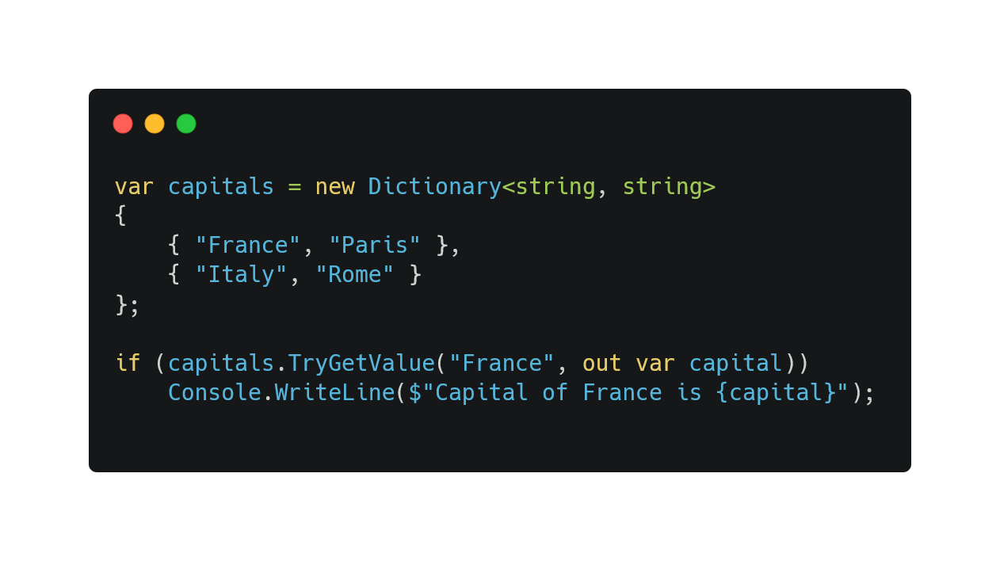 var capitals = new Dictionary<string, string>
{
    { "France", "Paris" },
    { "Italy", "Rome" }
};

if (capitals.TryGetValue("France", out var capital))
    Console.WriteLine($"Capital of France is {capital}");